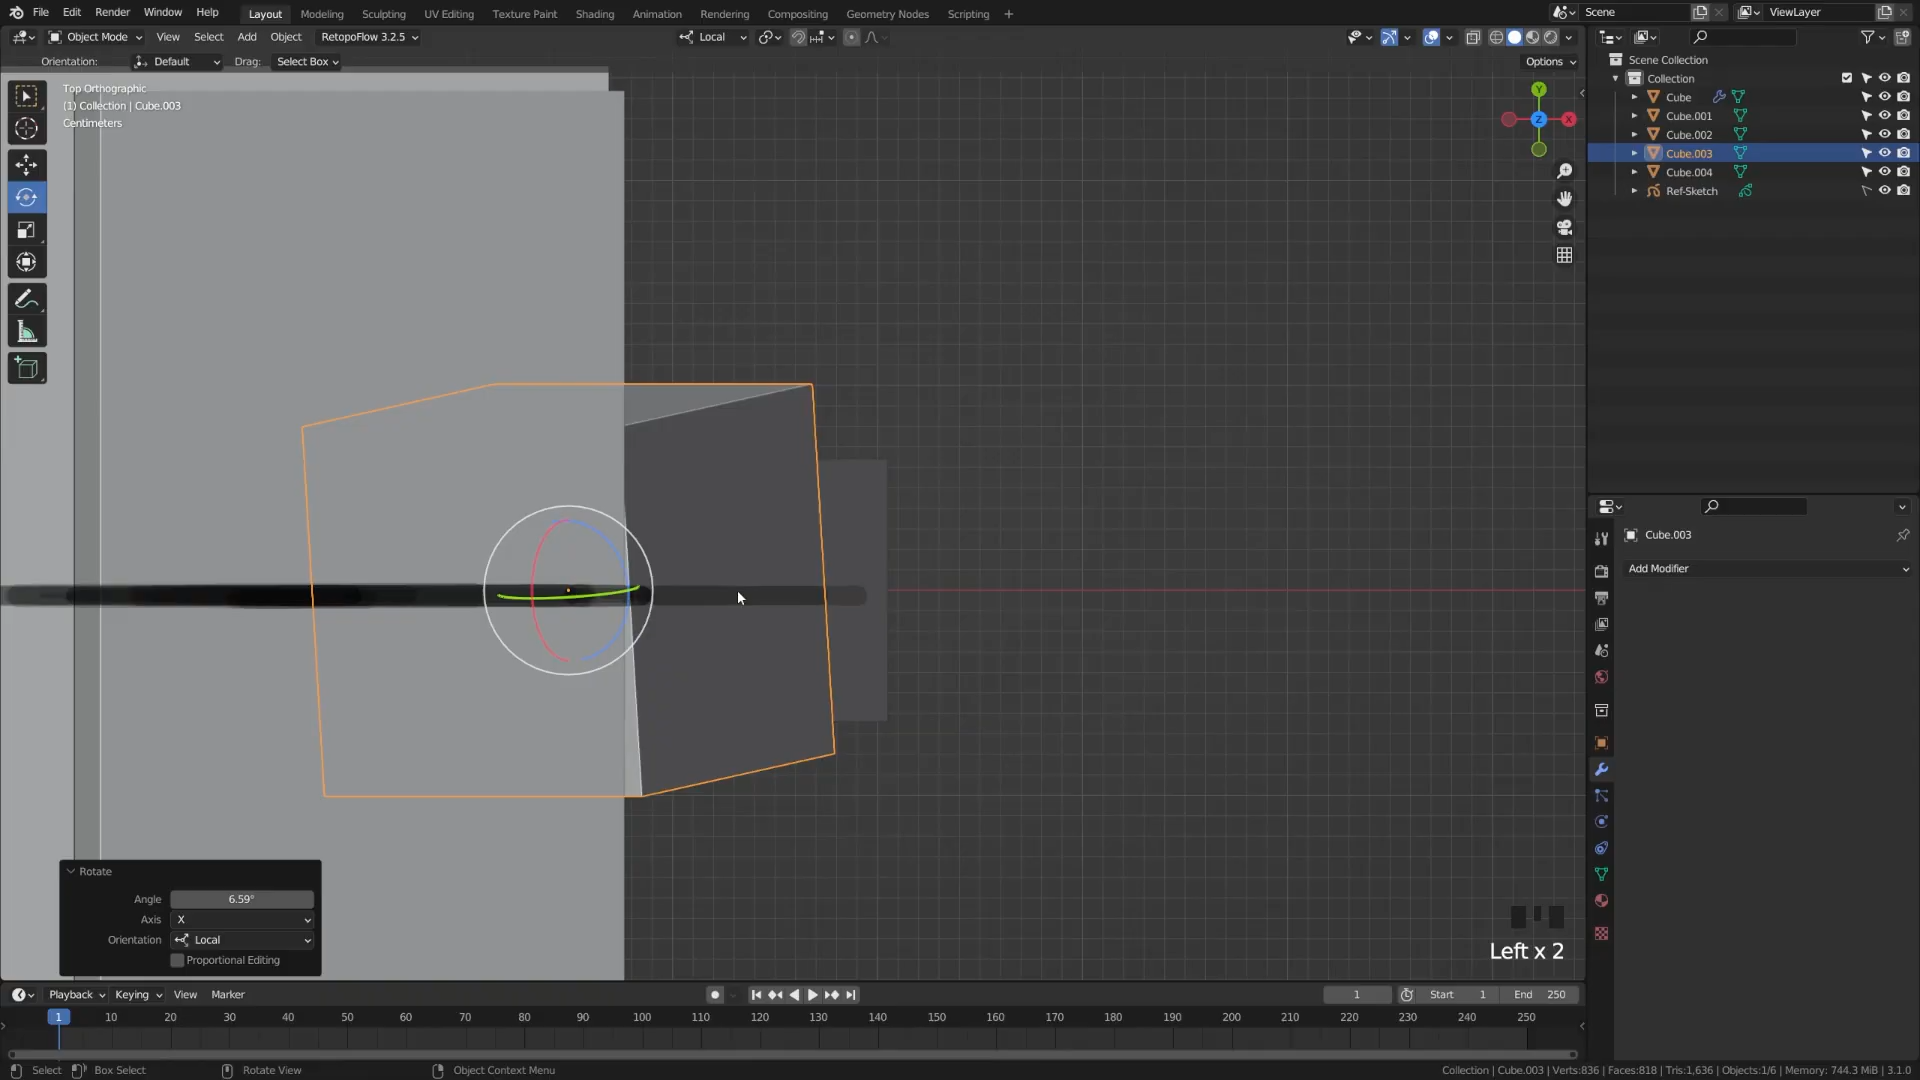 File Edit Render Window Help Layout Modeling Sculpting UV Editing Texture Paint Shading Animation Rendering Compositing Geometry Nodes Scripting + Scene ViewLayer
Object Mode View Select Add Object RetopoFlow 3.2.5 Local
Orientation: Default Drag: Select Box Options
Top Orthographic
(1) Collection | Cube.003
Centimeters
Y
Z
X
Scene Collection
Collection
Cube
Cube.001
Cube.002
Cube.003
Cube.004
Ref-Sketch
Cube.003
Add Modifier
Rotate
Angle 6.59°
Axis X
Orientation Local
Proportional Editing
Left x 2
Playback Keying View Marker 1 Start 1 End 250
1 10 20 30 40 50 60 70 80 90 100 110 120 130 140 150 160 170 180 190 200 210 220 230 240 250
Select Box Select Rotate View Object Context Menu Collection | Cube.003 | Verts:836 | Faces:818 | Tris:1,636 | Objects:1/6 | Memory: 744.3 MiB | 3.1.0